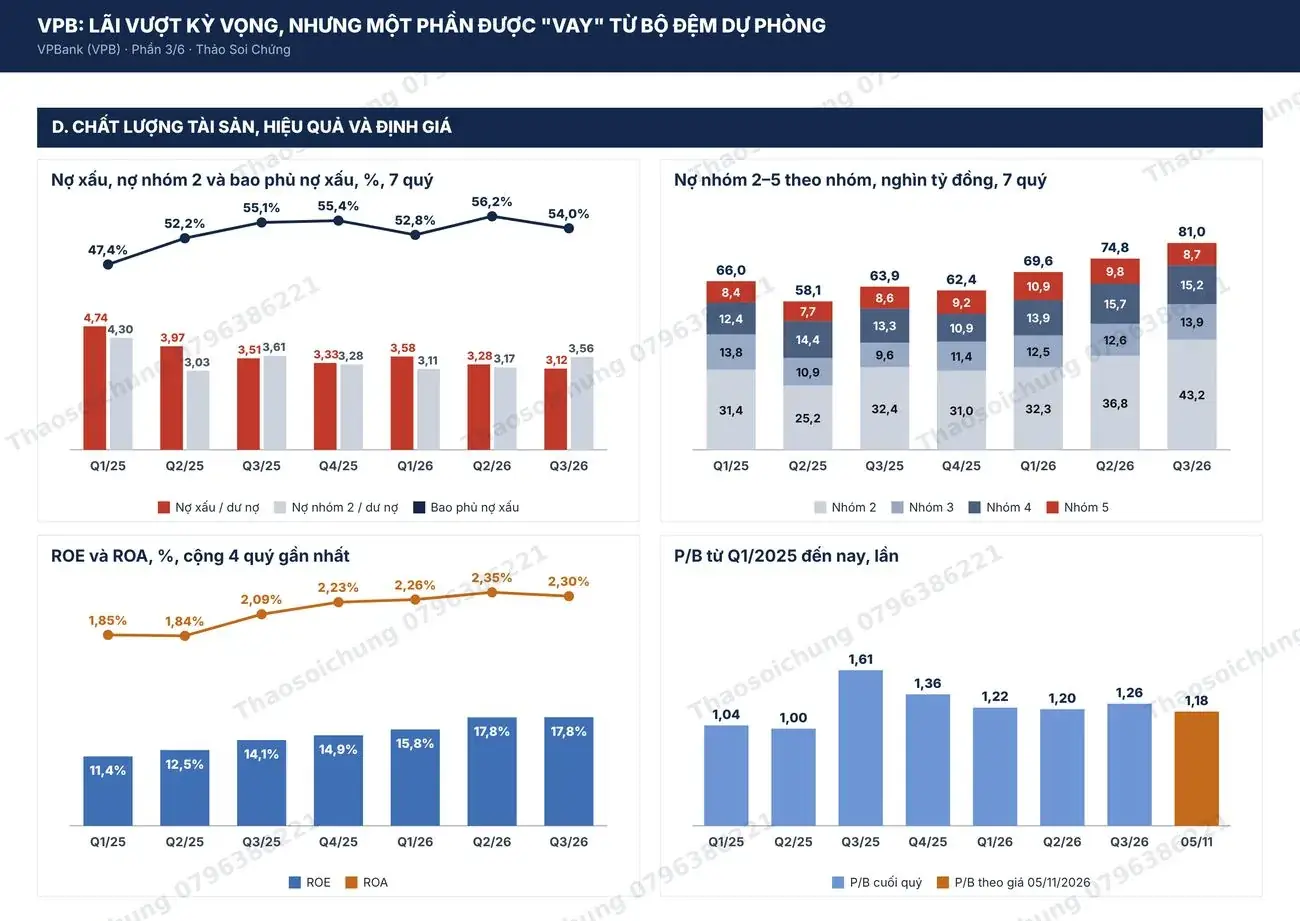 VPB: LÃI VƯỢT KỲ VỌNG, NHƯNG MỘT PHẦN ĐƯỢC "VAY" TỪ BỘ ĐỆM DỰ PHÒNG
VPBank (VPB) · Phần 3/6 · Thảo Soi Chứng
D. CHẤT LƯỢNG TÀI SẢN, HIỆU QUẢ VÀ ĐỊNH GIÁ
Nợ xấu, nợ nhóm 2 và bao phủ nợ xấu, %, 7 quý
47,4% 52,2% 55,1% 55,4% 52,8% 56,2% 54,0%
4,74 4,30 3,97 3,03 3,51 3,61 3,33 3,28 3,58 3,11 3,28 3,17 3,12 3,56
Q1/25 Q2/25 Q3/25 Q4/25 Q1/26 Q2/26 Q3/26
Nợ xấu / dư nợ Nợ nhóm 2 / dư nợ Bao phủ nợ xấu
Nợ nhóm 2–5 theo nhóm, nghìn tỷ đồng, 7 quý
66,0 58,1 63,9 62,4 69,6 74,8 81,0
8,4 7,7 8,6 9,2 10,9 9,8 8,7
12,4 14,4 13,3 10,9 13,9 15,7 15,2
13,8 10,9 9,6 11,4 12,5 12,6 13,9
31,4 25,2 32,4 31,0 32,3 36,8 43,2
Q1/25 Q2/25 Q3/25 Q4/25 Q1/26 Q2/26 Q3/26
Nhóm 2 Nhóm 3 Nhóm 4 Nhóm 5
ROE và ROA, %, cộng 4 quý gần nhất
1,85% 1,84% 2,09% 2,23% 2,26% 2,35% 2,30%
11,4% 12,5% 14,1% 14,9% 15,8% 17,8% 17,8%
Q1/25 Q2/25 Q3/25 Q4/25 Q1/26 Q2/26 Q3/26
ROE ROA
P/B từ Q1/2025 đến nay, lần
1,04 1,00 1,61 1,36 1,22 1,20 1,26 1,18
Q1/25 Q2/25 Q3/25 Q4/25 Q1/26 Q2/26 Q3/26 05/11
P/B cuối quý P/B theo giá 05/11/2026
Thaosoichung 0796386221